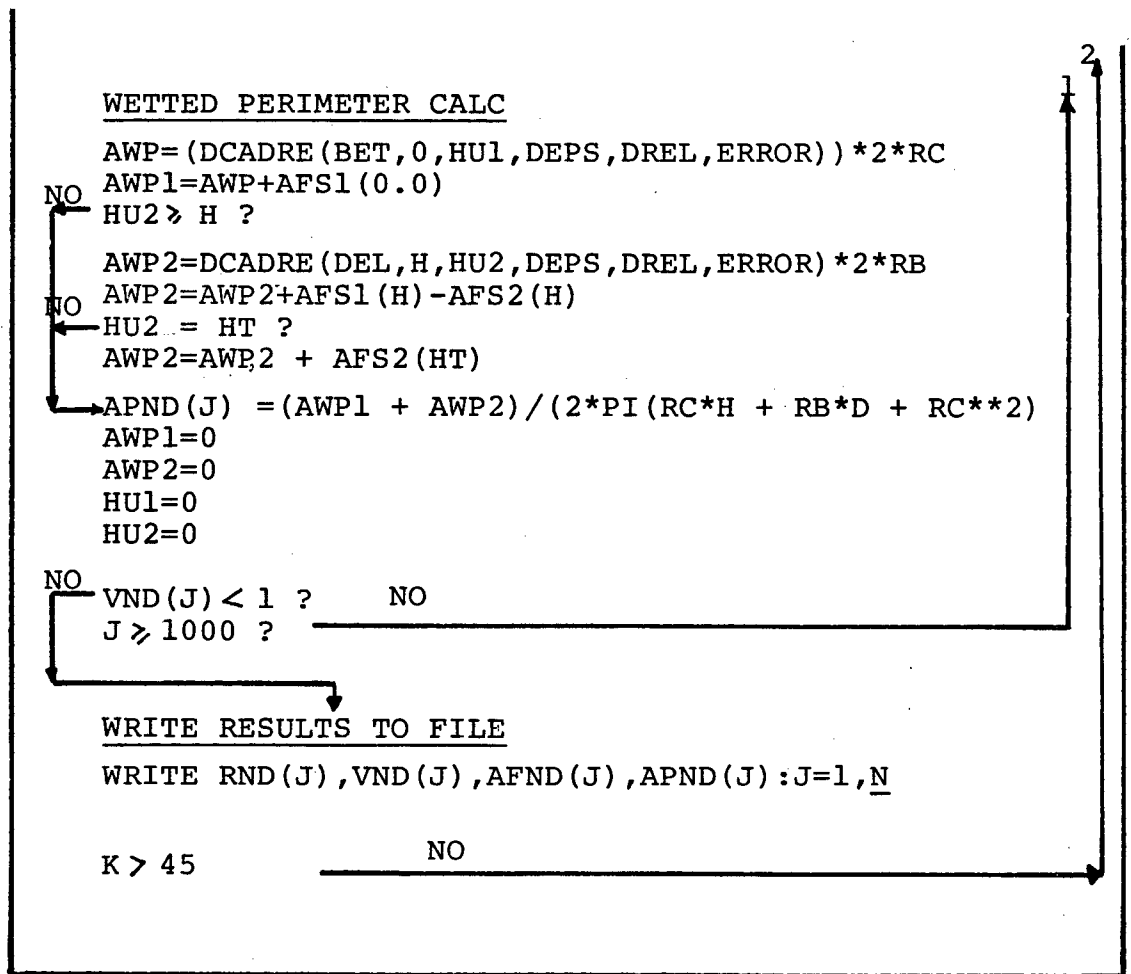 2
1
WETTED PERIMETER CALC
AWP=(DCADRE(BET,0,HU1,DEPS,DREL,ERROR))*2*RC
AWP1=AWP+AFS1(0.0)
NO
HU2≥ H ?
AWP2=DCADRE(DEL,H,HU2,DEPS,DREL,ERROR)*2*RB
AWP2=AWP2+AFS1(H)-AFS2(H)
NO
HU2 = HT ?
AWP2=AWP2 + AFS2(HT)
APND(J) =(AWP1 + AWP2)/(2*PI(RC*H + RB*D + RC**2)
AWP1=0
AWP2=0
HU1=0
HU2=0
NO
VND(J)< 1 ? NO
J≥1000 ?
WRITE RESULTS TO FILE
WRITE RND(J),VND(J),AFND(J),APND(J):J=1,N
K > 45 NO